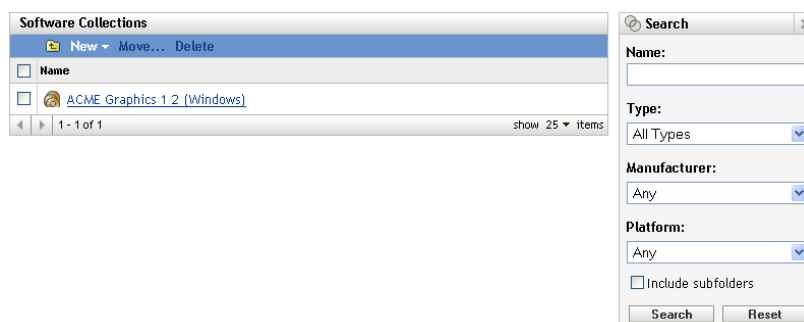 Software Collections
New Move... Delete
Name
ACME Graphics 1 2 (Windows)
1 - 1 of 1 show 25 items
Search
Name:
Type:
All Types
Manufacturer:
Any
Platform:
Any
Include subfolders
Search Reset